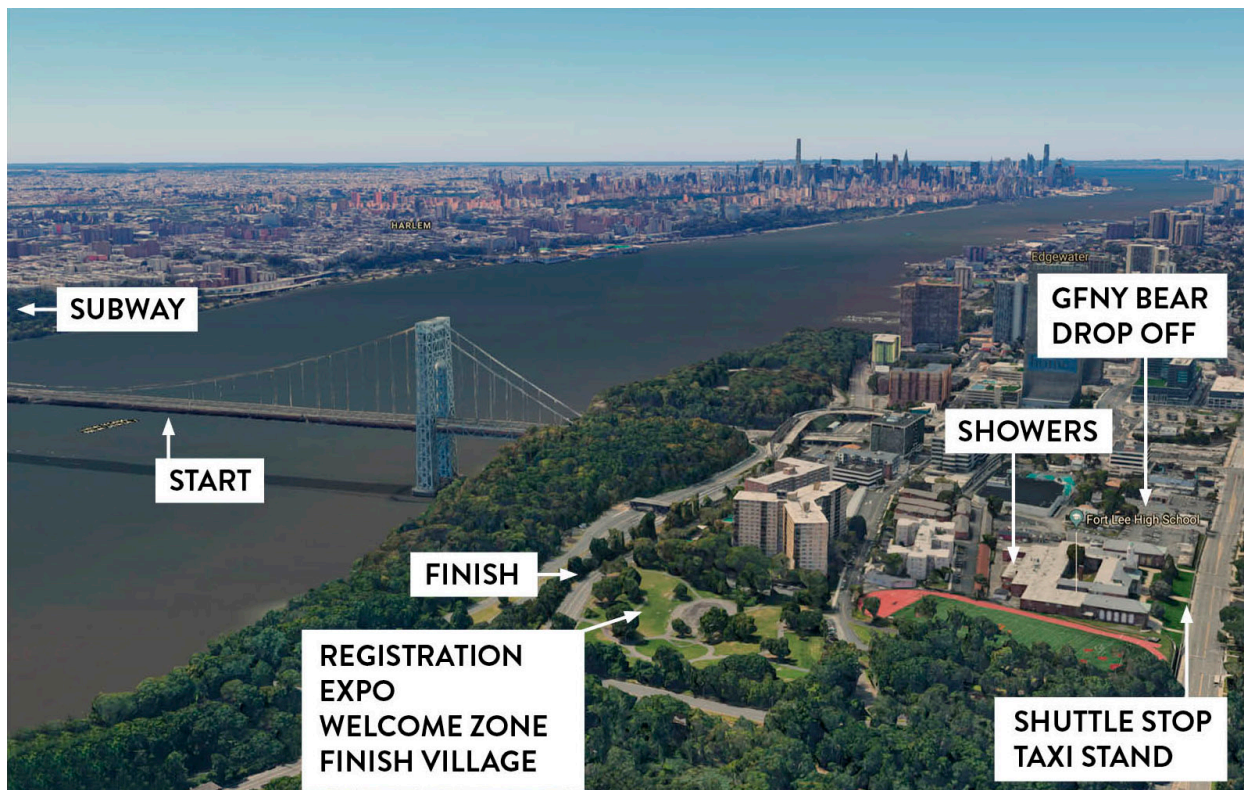 HARLEM
Edgewater
SUBWAY
GFNY BEAR
DROP OFF
SHOWERS
START
Fort Lee High School
FINISH
REGISTRATION
EXPO
WELCOME ZONE
FINISH VILLAGE
SHUTTLE STOP
TAXI STAND